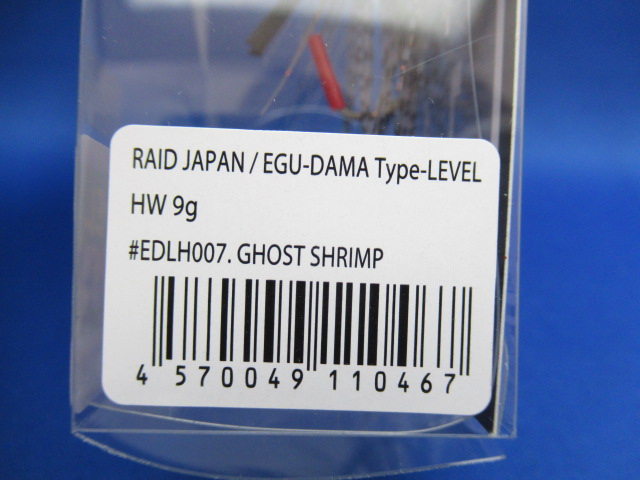 RAID JAPAN / EGU-DAMA Type-LEVEL
HW 9g
#EDLH007. GHOST SHRIMP
4 570049 110467